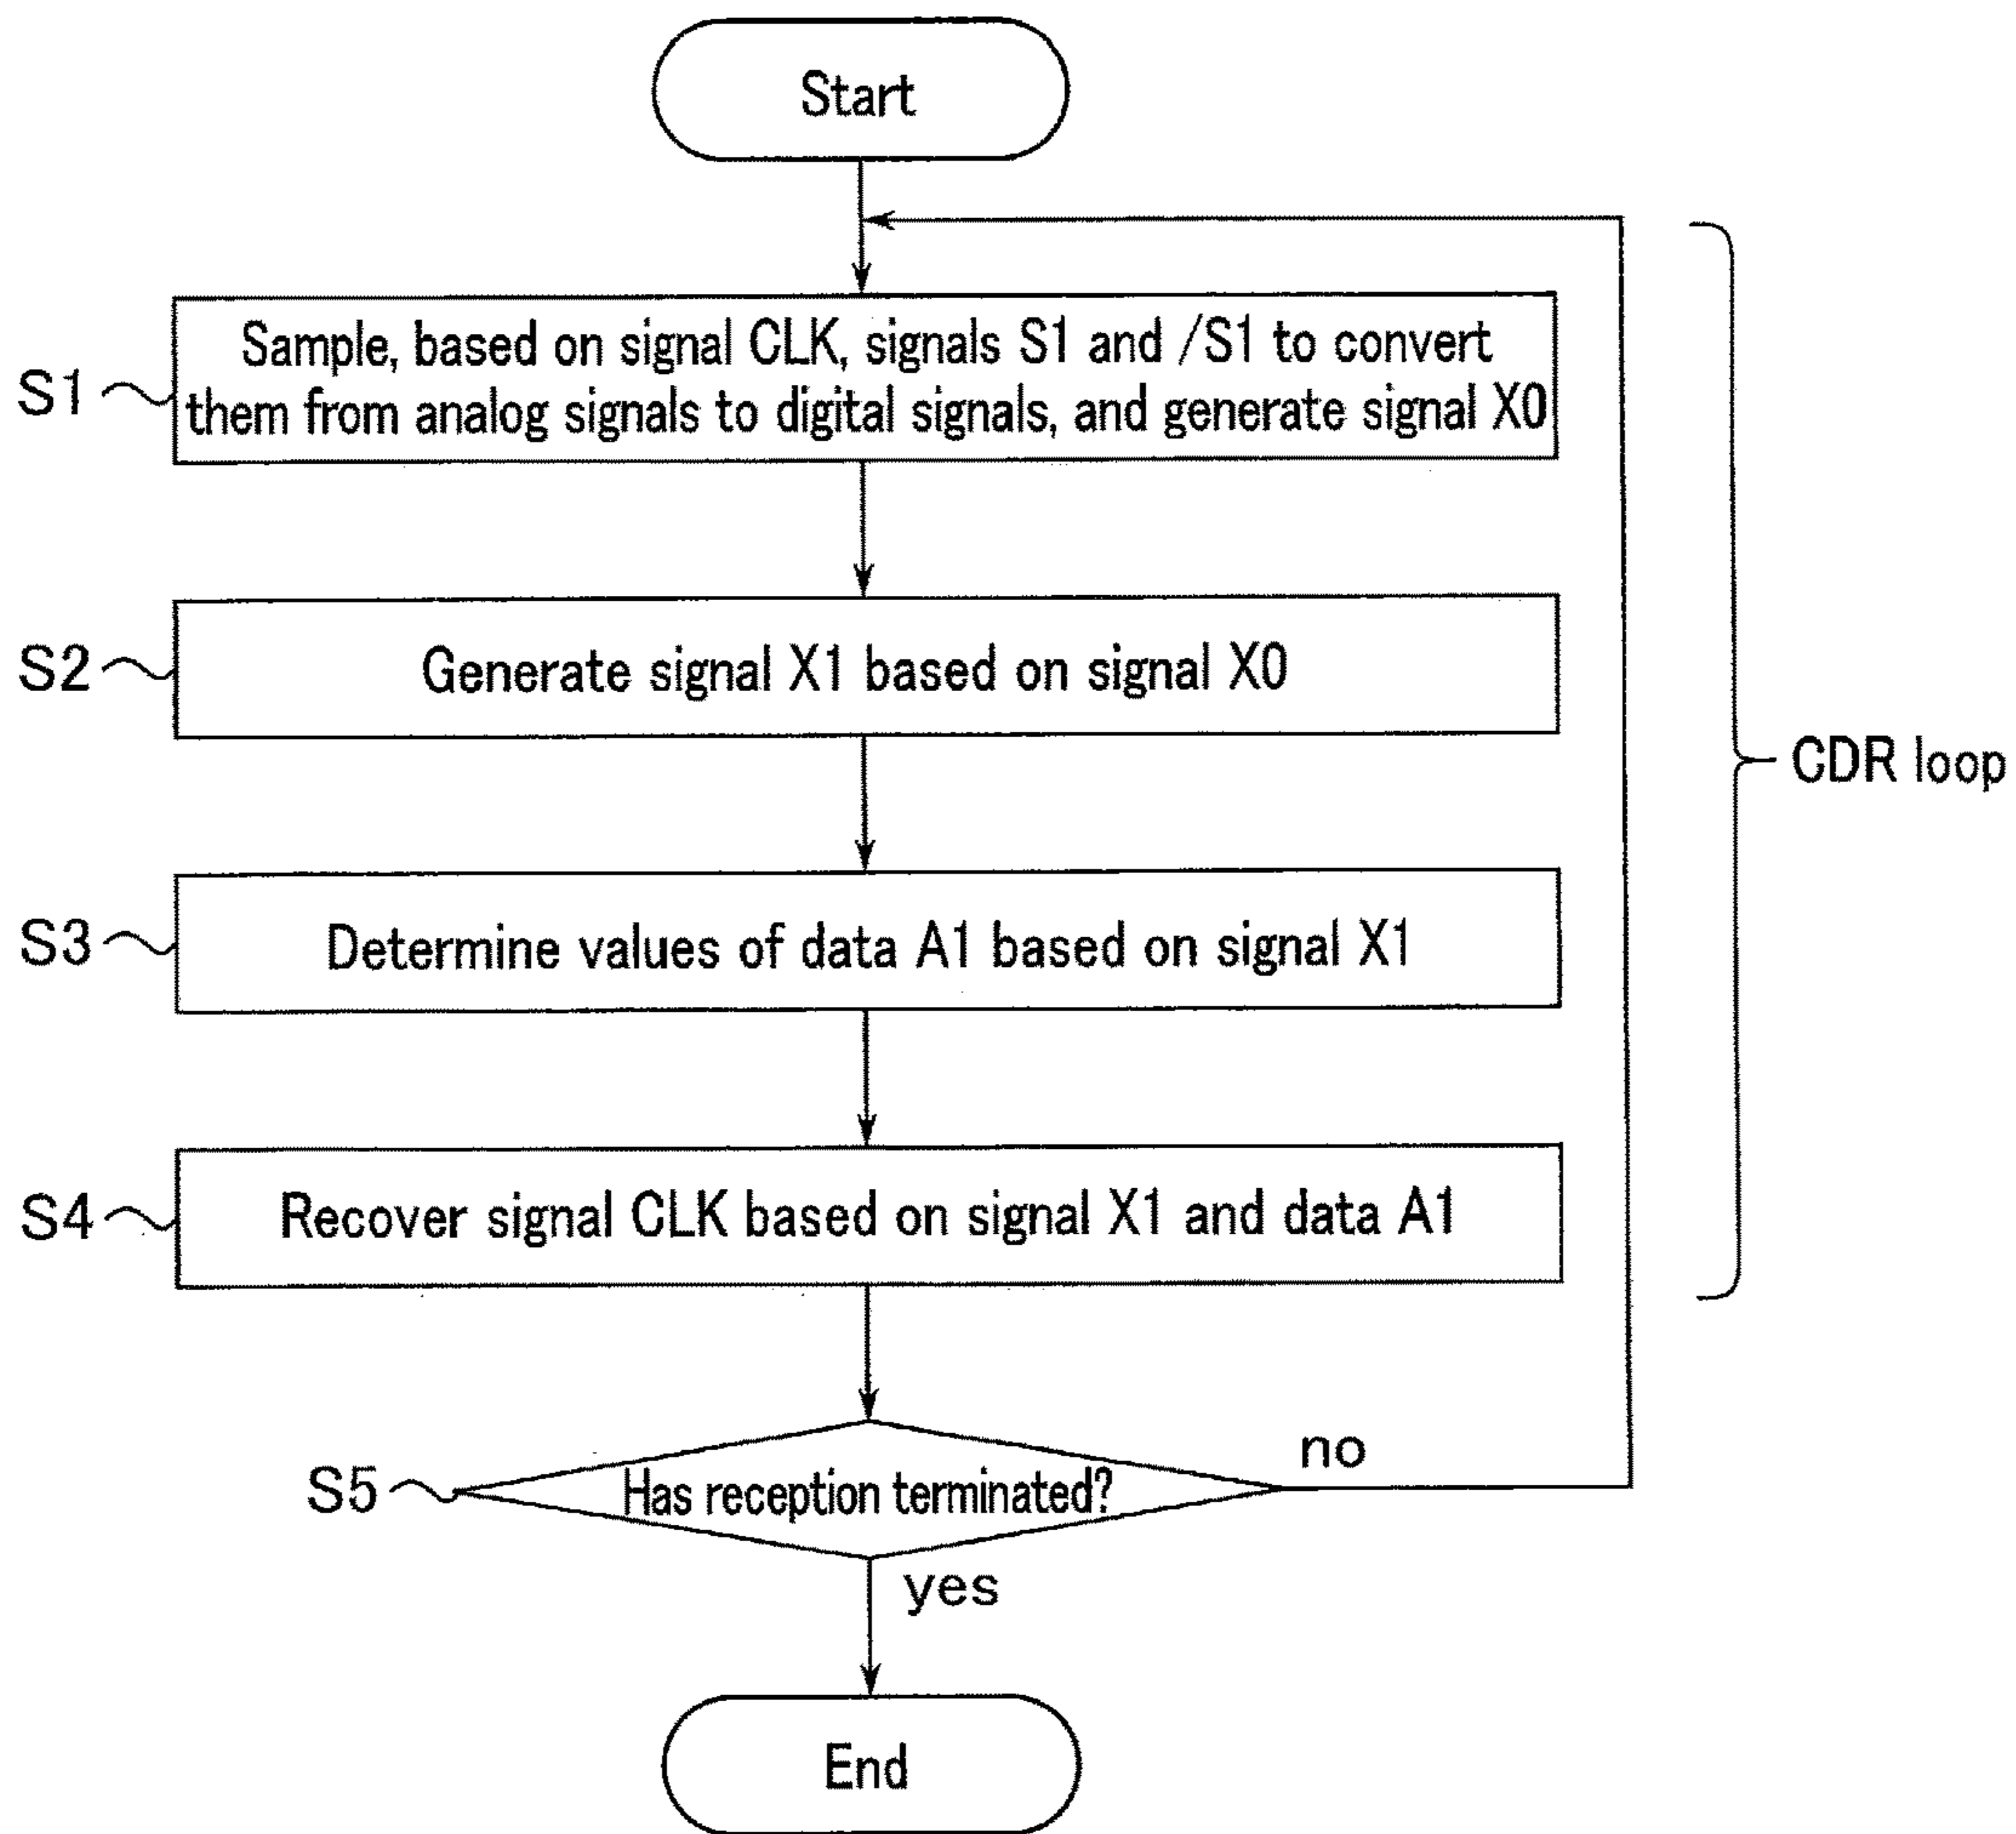 Start
S1
Sample, based on signal CLK, signals S1 and /S1 to convert
them from analog signals to digital signals, and generate signal X0
S2
Generate signal X1 based on signal X0
CDR loop
S3
Determine values of data A1 based on signal X1
S4
Recover signal CLK based on signal X1 and data A1
S5
Has reception terminated?
no
yes
End